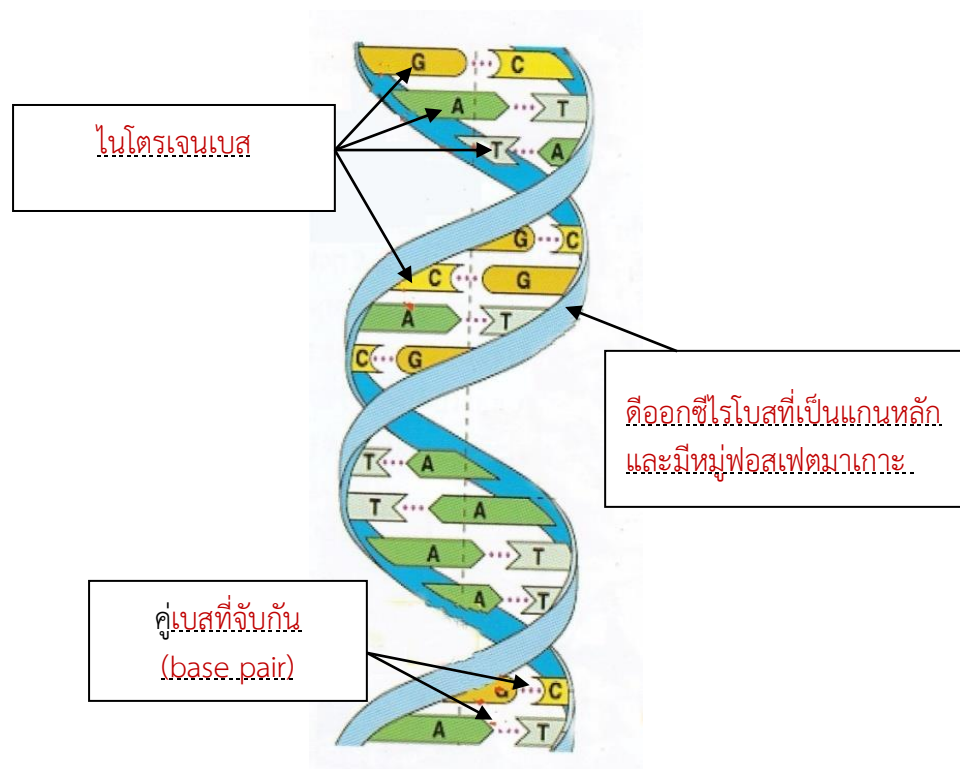 G C
A T
ไนโตรเจนเบส
T A
G C
C G
A T
C G
ดีออกซีไรโบสที่เป็นแกนหลัก
และมีหมู่ฟอสเฟตมาเกาะ
T A
T A
A T
A T
คู่เบสที่จับกัน
(base pair)
G C
A T